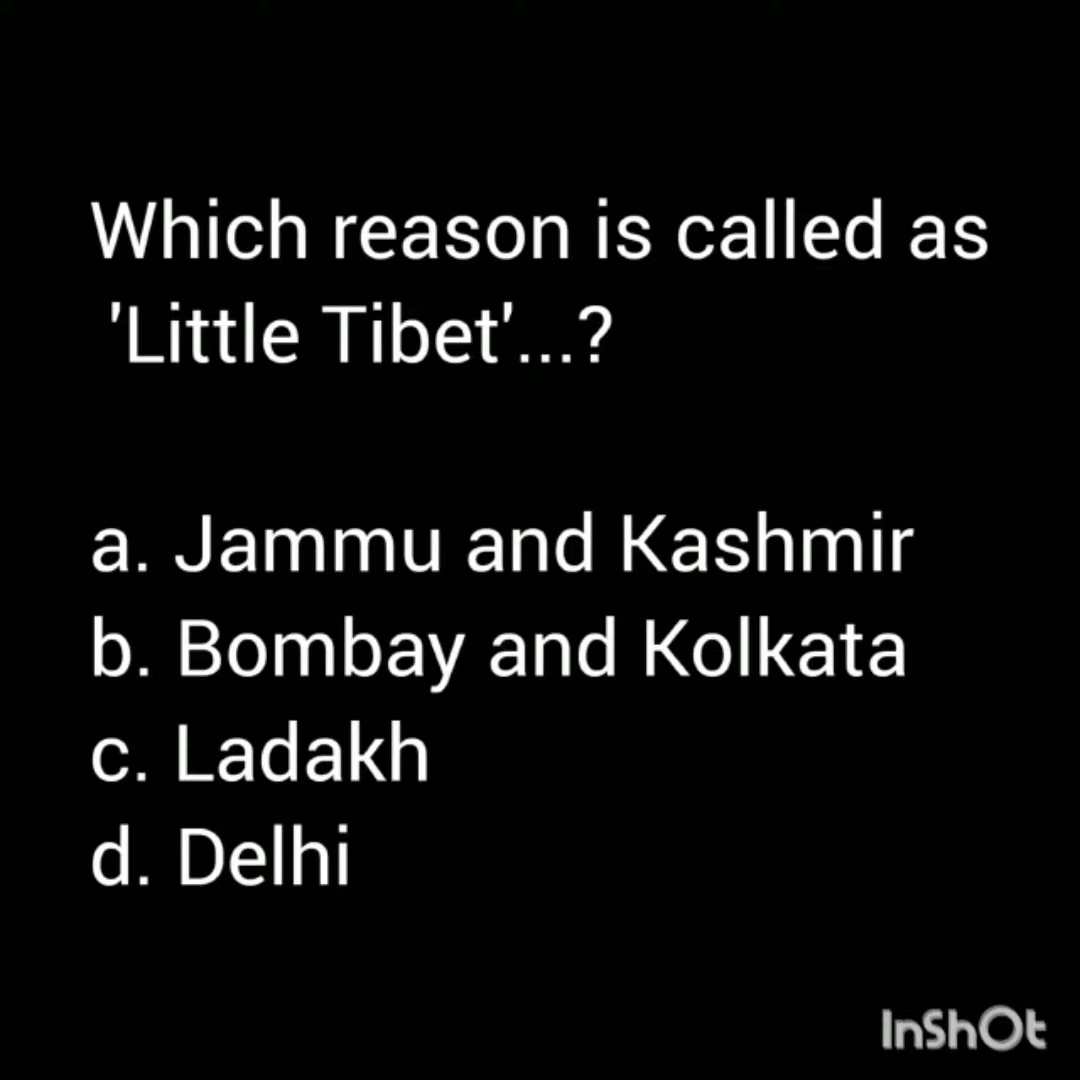 Which reason is called as
'Little Tibet'...?
a. Jammu and Kashmir
b. Bombay and Kolkata
c. Ladakh
d. Delhi
InShOt